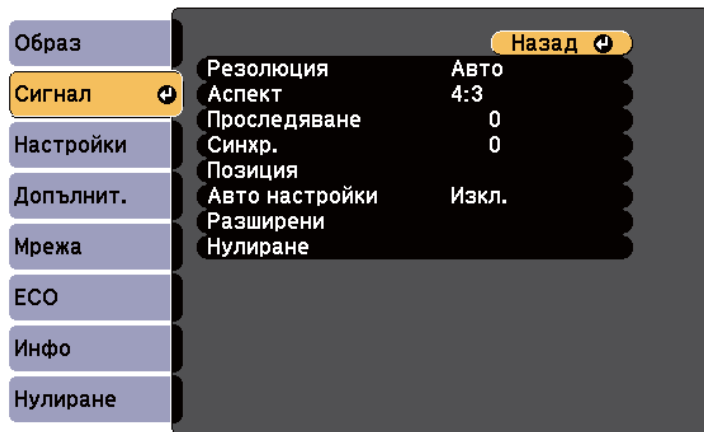 Образ
Сигнал
Настройки
Допълнит.
Мрежа
ECO
Инфо
Нулиране
Назад
Резолюция Авто
Аспект 4:3
Проследяване 0
Синхр. 0
Позиция
Авто настройки Изкл.
Разширени
Нулиране